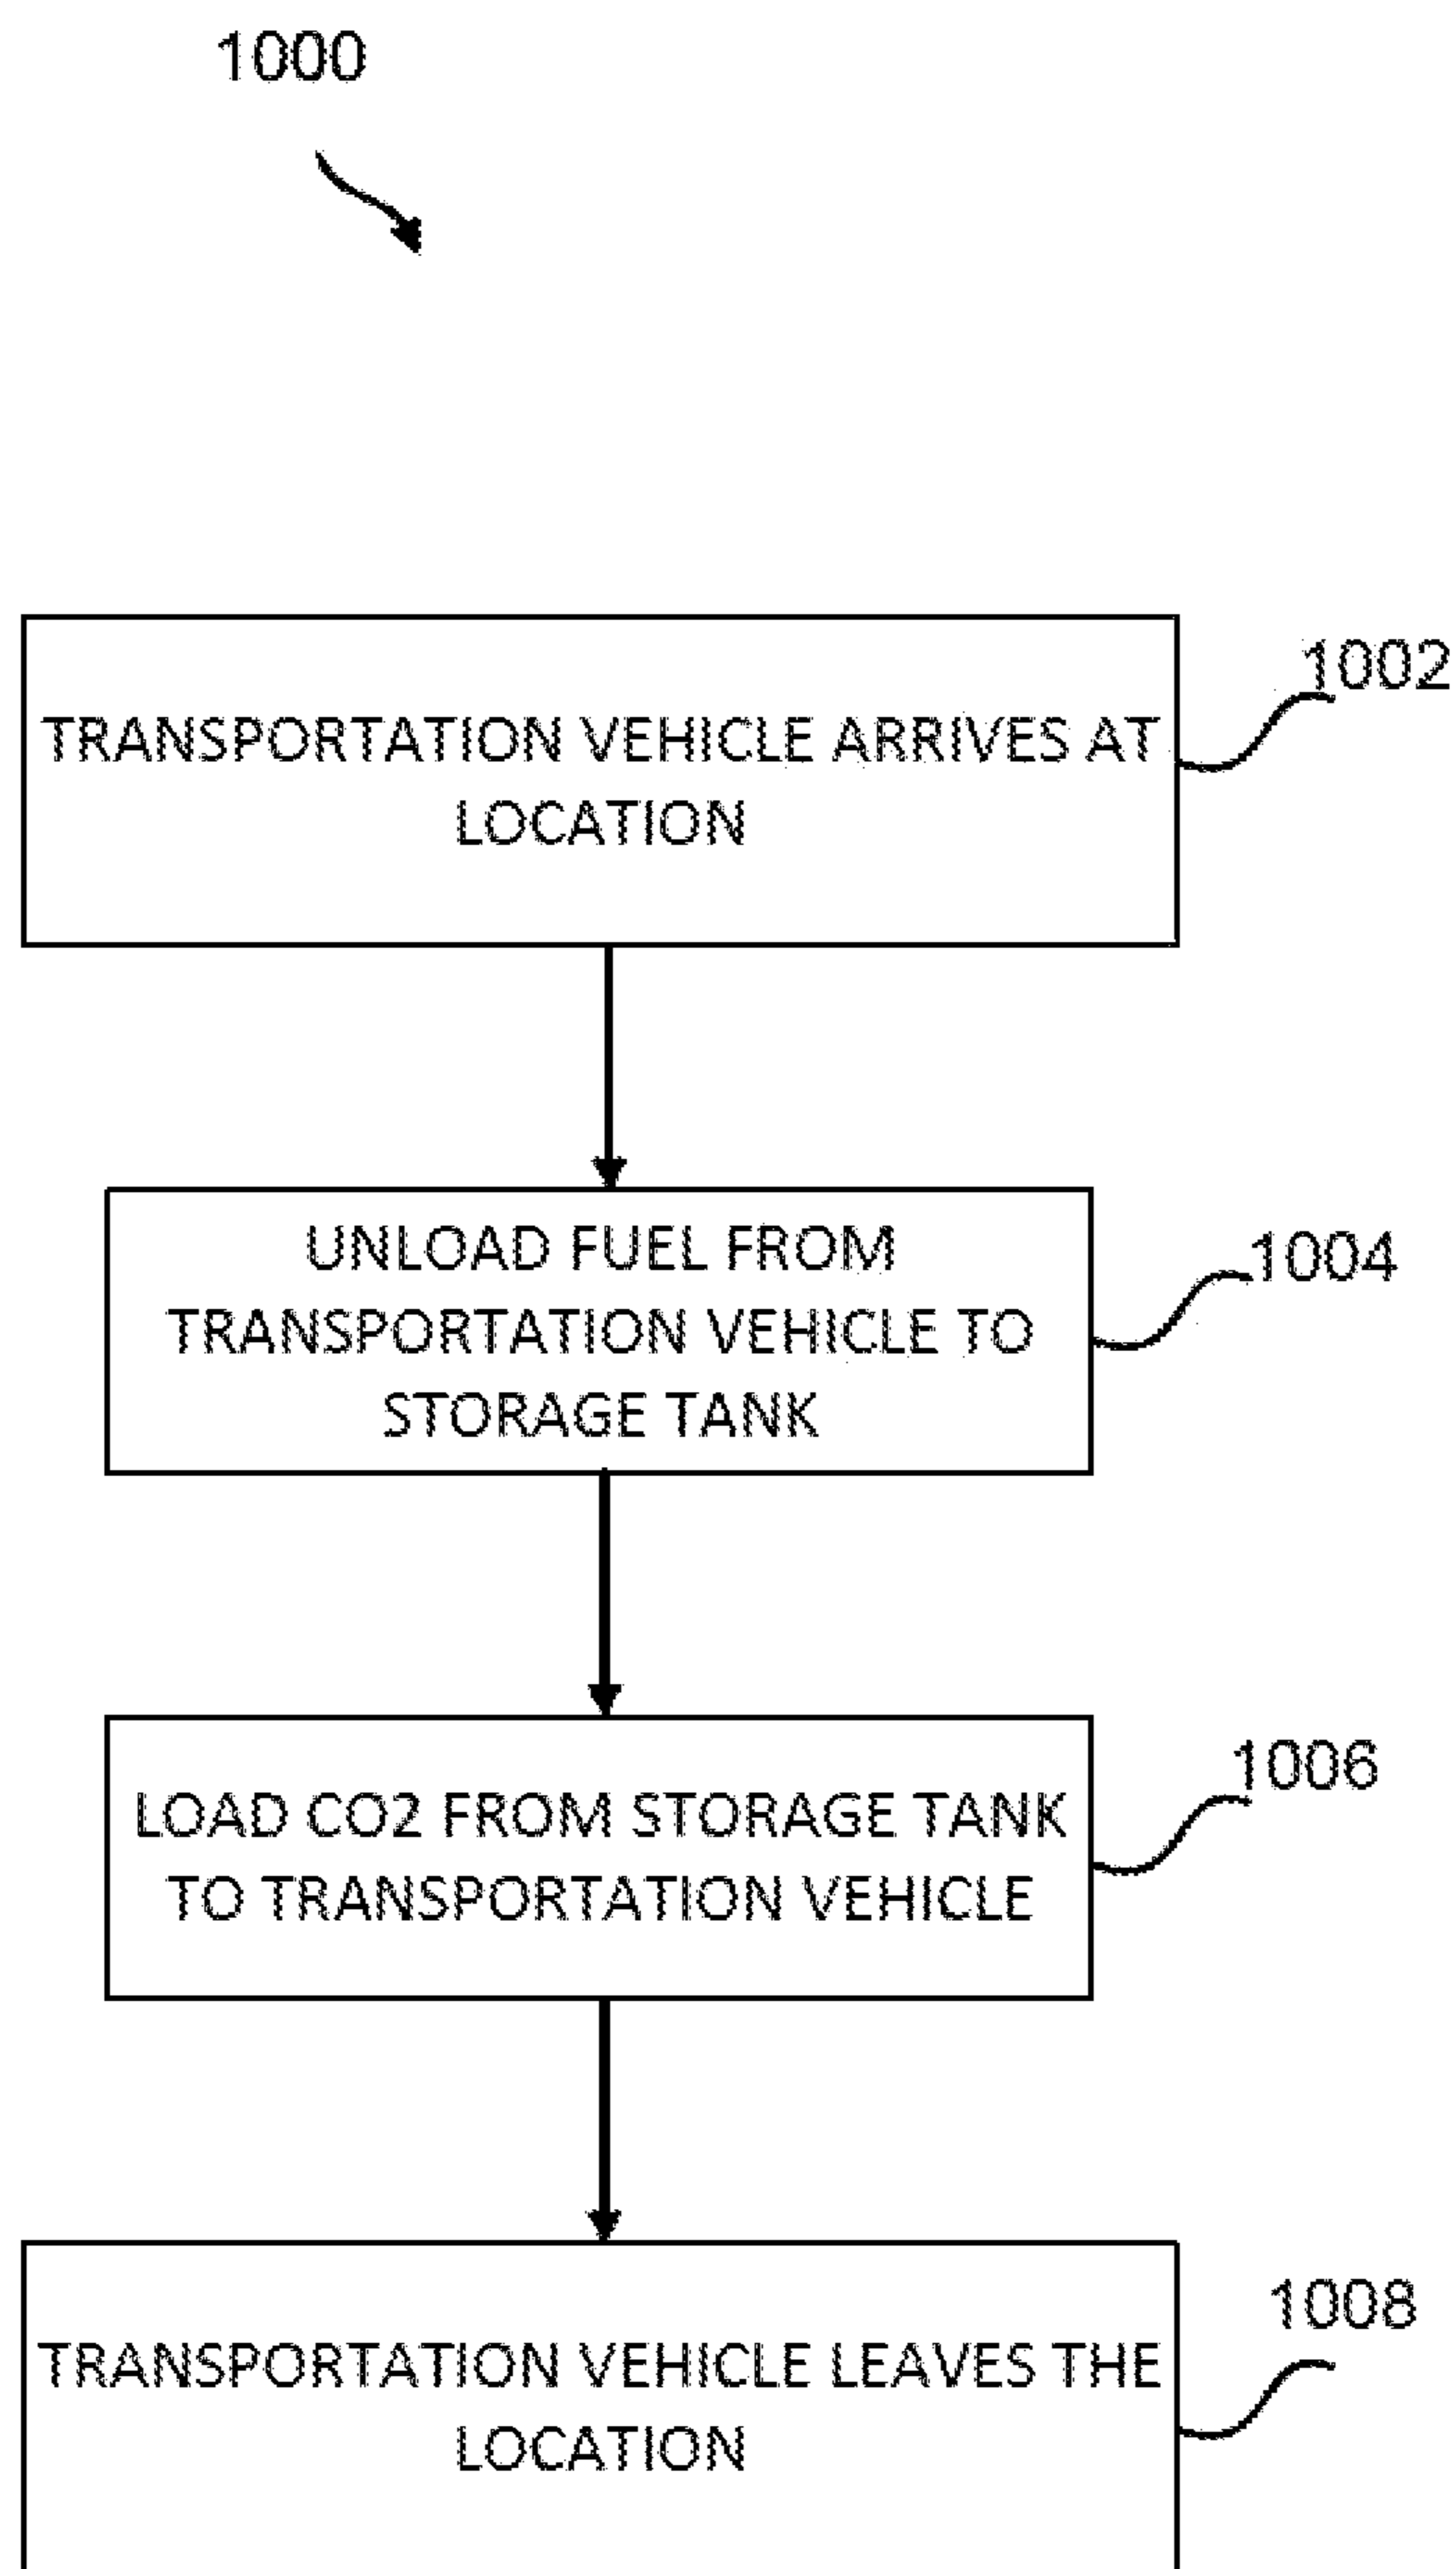 1000
TRANSPORTATION VEHICLE ARRIVES AT
LOCATION
1002
UNLOAD FUEL FROM
TRANSPORTATION VEHICLE TO
STORAGE TANK
1004
LOAD CO2 FROM STORAGE TANK
TO TRANSPORTATION VEHICLE
1006
TRANSPORTATION VEHICLE LEAVES THE
LOCATION
1008